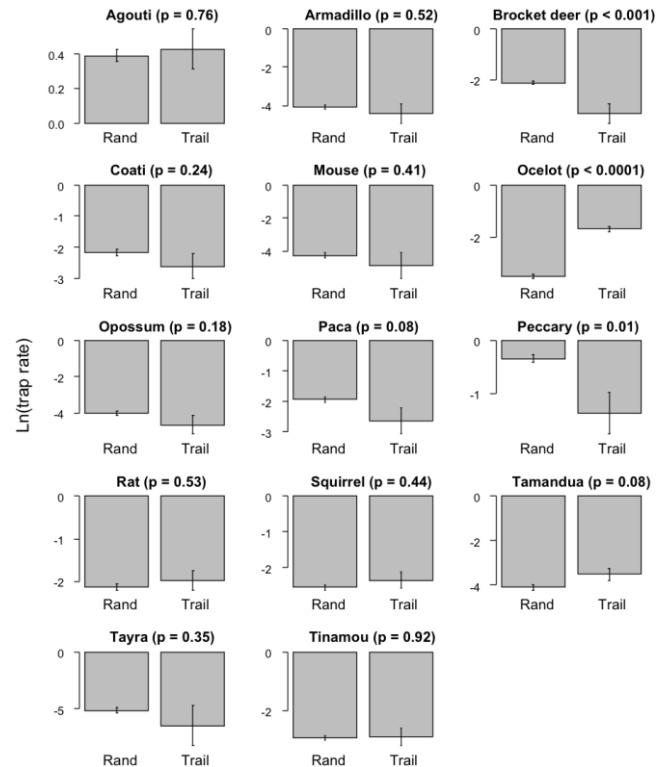 Agouti (p = 0.76)
0.4
0.2
0.0
Rand
Trail
Armadillo (p = 0.52)
0
-2
-4
Rand
Trail
Brocket deer (p < 0.001)
0
-2
Rand
Trail
Coati (p = 0.24)
0
-1
-2
-3
Rand
Trail
Mouse (p = 0.41)
0
-2
-4
Rand
Trail
Ocelot (p < 0.0001)
0
-2
Rand
Trail
Ln(trap rate)
Opossum (p = 0.18)
0
-2
-4
Rand
Trail
Paca (p = 0.08)
0
-1
-2
-3
Rand
Trail
Peccary (p = 0.01)
0
-1
Rand
Trail
Rat (p = 0.53)
0
-1
-2
Rand
Trail
Squirrel (p = 0.44)
0
-1
-2
Rand
Trail
Tamandua (p = 0.08)
0
-2
-4
Rand
Trail
Tayra (p = 0.35)
0
-5
Rand
Trail
Tinamou (p = 0.92)
0
-2
Rand
Trail